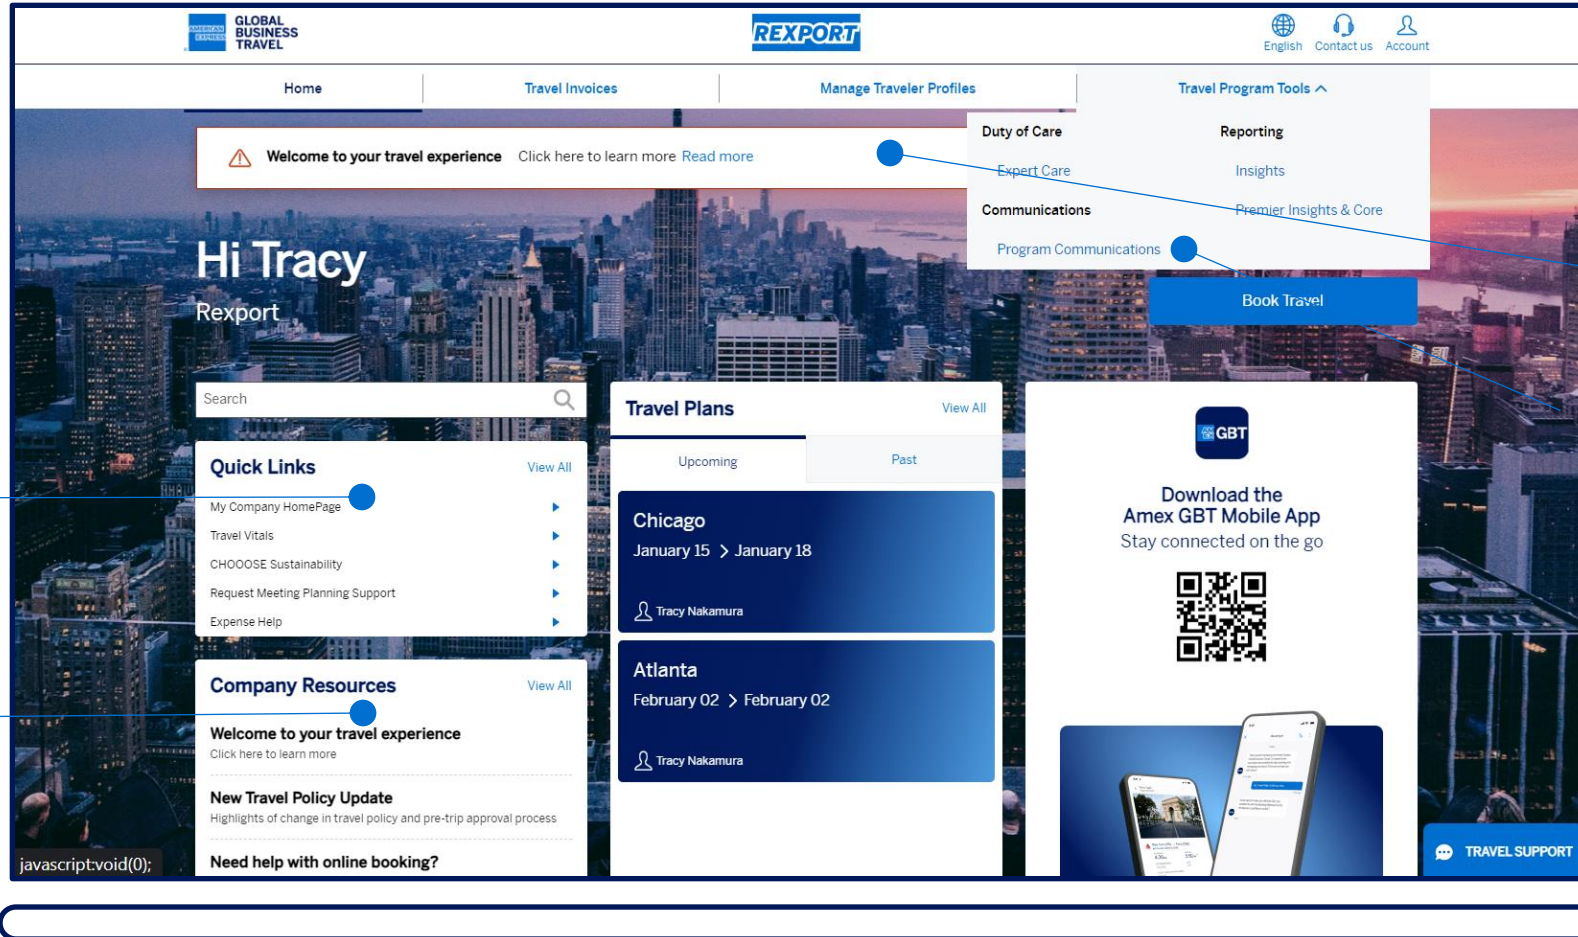 AMERICAN EXPRESS
GLOBAL
BUSINESS
TRAVEL
REXPORT
English Contact us Account
Home Travel Invoices Manage Traveler Profiles Travel Program Tools
Welcome to your travel experience Click here to learn more Read more
Duty of Care Reporting
Expert Care Insights
Communications Premier Insights & Core
Program Communications
Hi Tracy
Rexport
Book Travel
Search
Quick Links View All
My Company HomePage
Travel Vitals
CHOOOSE Sustainability
Request Meeting Planning Support
Expense Help
Company Resources View All
Welcome to your travel experience
Click here to learn more
New Travel Policy Update
Highlights of change in travel policy and pre-trip approval process
Need help with online booking?
Travel Plans View All
Upcoming Past
Chicago
January 15 > January 18
Tracy Nakamura
Atlanta
February 02 > February 02
Tracy Nakamura
GBT
Download the
Amex GBT Mobile App
Stay connected on the go
TRAVEL SUPPORT
javascript:void(0);